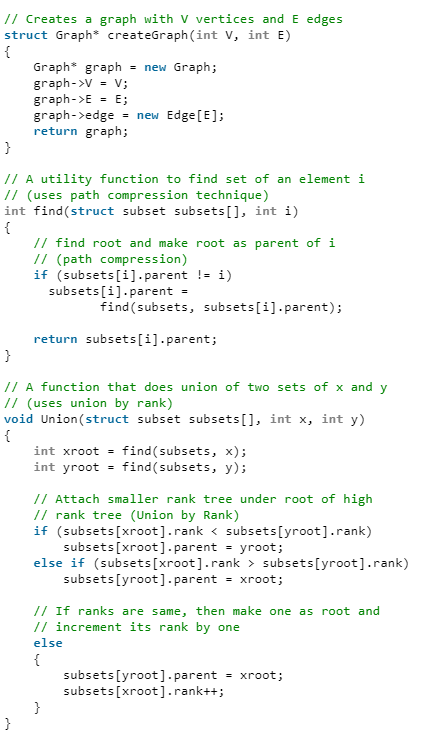 // Creates a graph with V vertices and E edges
struct Graph* createGraph(int V, int E)
{
    Graph* graph = new Graph;
    graph->V = V;
    graph->E = E;
    graph->edge = new Edge[E];
    return graph;
}

// A utility function to find set of an element i
// (uses path compression technique)
int find(struct subset subsets[], int i)
{
    // find root and make root as parent of i
    // (path compression)
    if (subsets[i].parent != i)
      subsets[i].parent =
             find(subsets, subsets[i].parent);

    return subsets[i].parent;
}

// A function that does union of two sets of x and y
// (uses union by rank)
void Union(struct subset subsets[], int x, int y)
{
    int xroot = find(subsets, x);
    int yroot = find(subsets, y);

    // Attach smaller rank tree under root of high
    // rank tree (Union by Rank)
    if (subsets[xroot].rank < subsets[yroot].rank)
        subsets[xroot].parent = yroot;
    else if (subsets[xroot].rank > subsets[yroot].rank)
        subsets[yroot].parent = xroot;

    // If ranks are same, then make one as root and
    // increment its rank by one
    else
    {
        subsets[yroot].parent = xroot;
        subsets[xroot].rank++;
    }
}